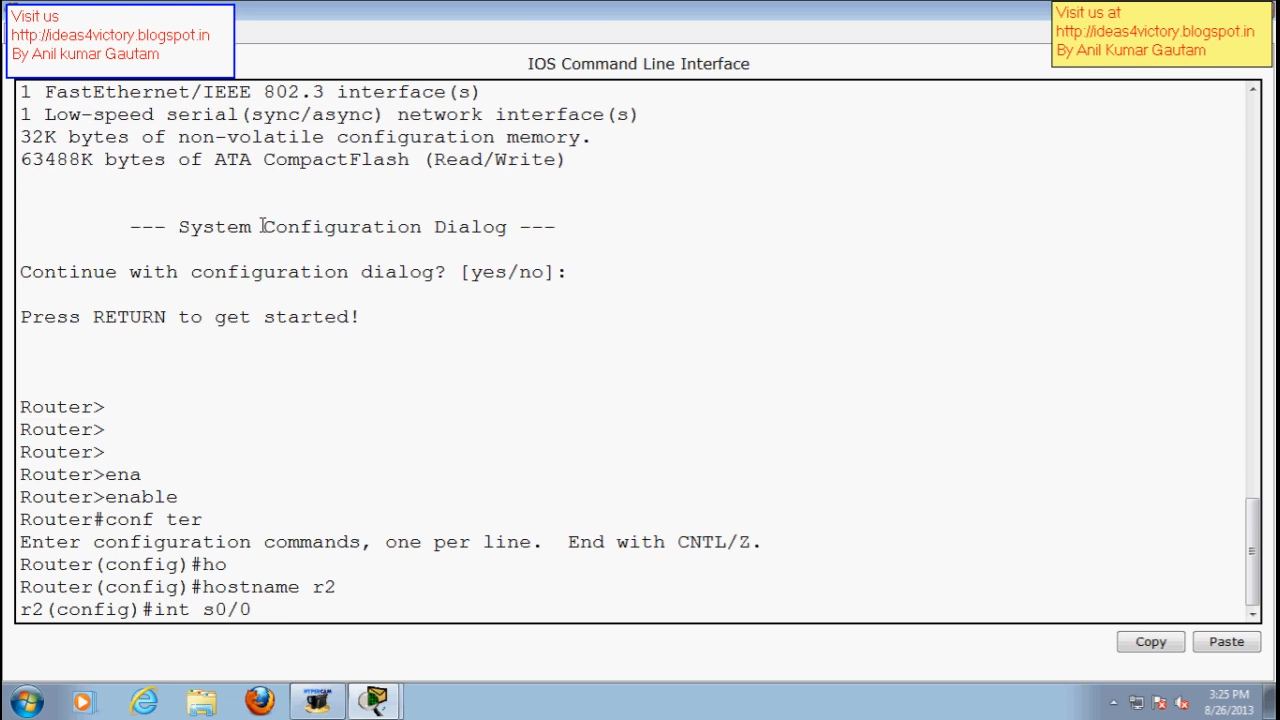 Visit us
http://ideas4victory.blogspot.in
By Anil kumar Gautam
Visit us at
http://ideas4victory.blogspot.in
By Anil Kumar Gautam
IOS Command Line Interface
1 FastEthernet/IEEE 802.3 interface(s)
1 Low-speed serial(sync/async) network interface(s)
32K bytes of non-volatile configuration memory.
63488K bytes of ATA CompactFlash (Read/Write)
--- System Configuration Dialog ---
Continue with configuration dialog? [yes/no]:
Press RETURN to get started!
Router>
Router>
Router>
Router>ena
Router>enable
Router#conf ter
Enter configuration commands, one per line.  End with CNTL/Z.
Router(config)#ho
Router(config)#hostname r2
r2(config)#int s0/0
Copy
Paste
HYPERCAM
3:25 PM
8/26/2013